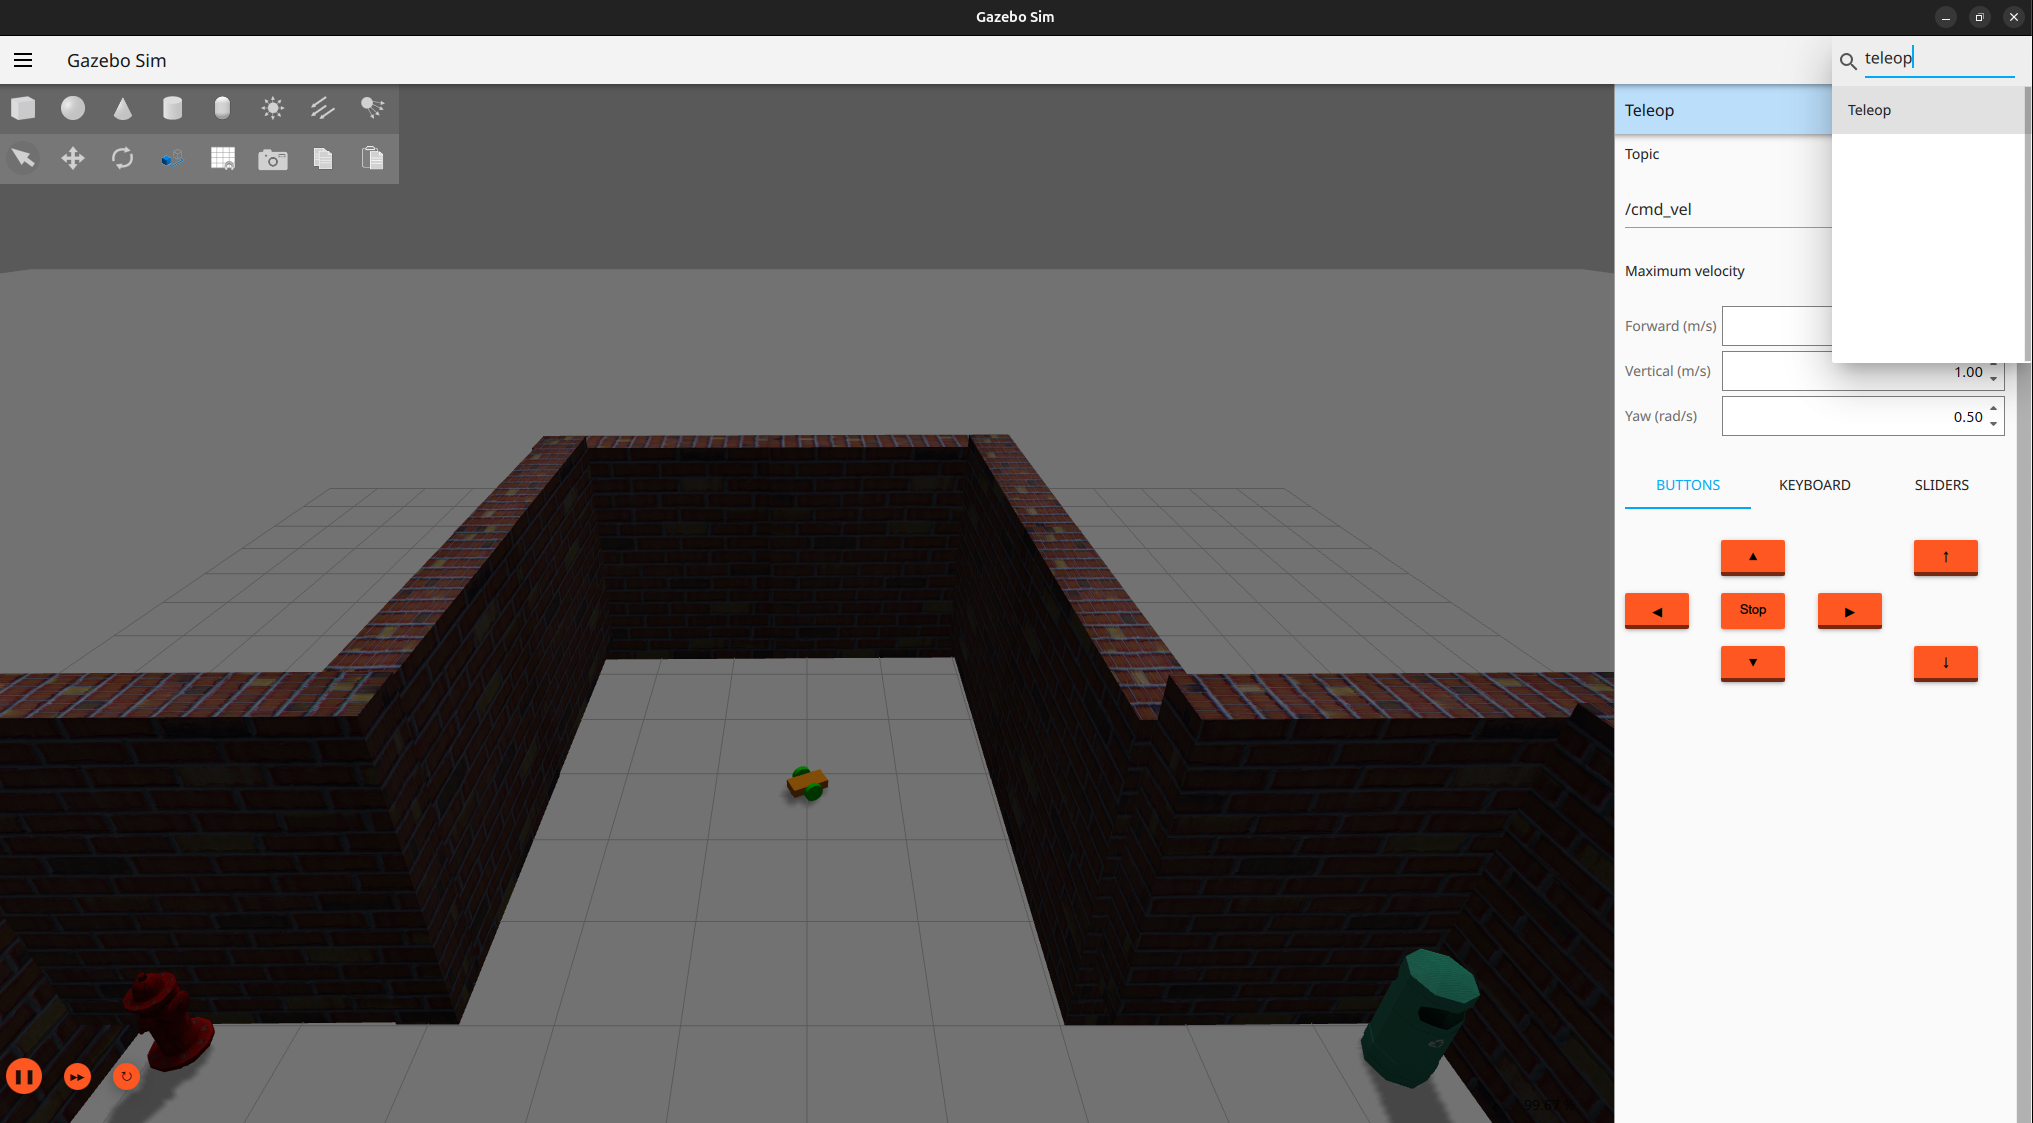 Gazebo Sim
Gazebo Sim
teleop
Teleop
Teleop
Topic
/cmd_vel
Maximum velocity
Forward (m/s)
Vertical (m/s) 1.00
Yaw (rad/s) 0.50
BUTTONS KEYBOARD SLIDERS
Stop